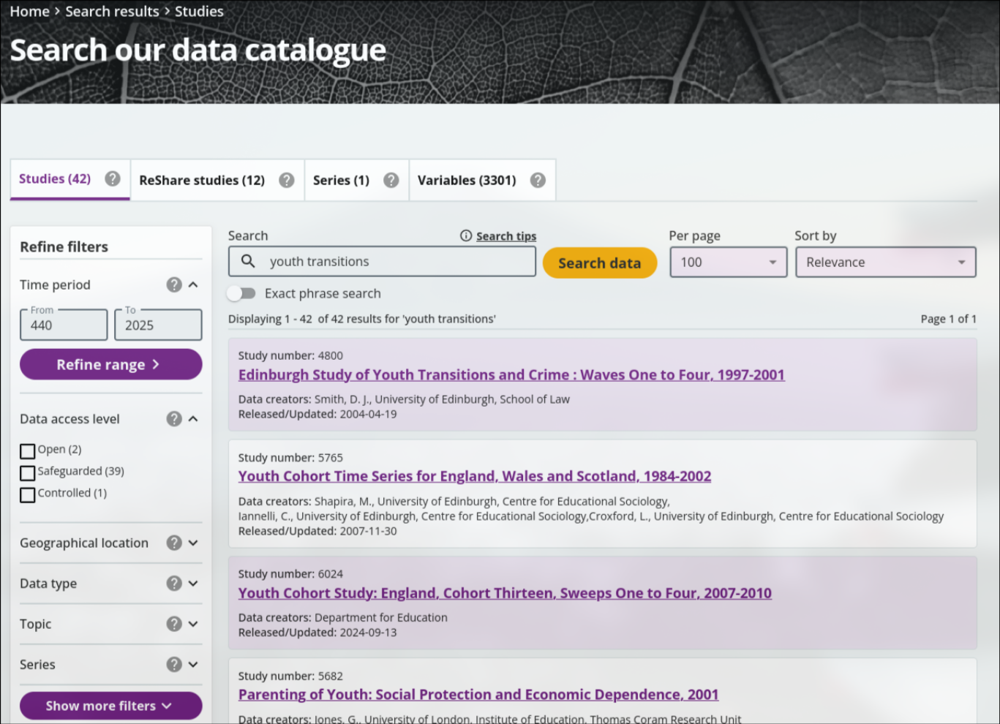 Home > Search results > Studies
Search our data catalogue
Studies (42) ?
ReShare studies (12) ?
Series (1) ?
Variables (3301) ?
Refine filters
Time period ?
From
440
To
2025
Refine range >
Data access level ?
Open (2)
Safeguarded (39)
Controlled (1)
Geographical location ?
Data type ?
Topic ?
Series ?
Show more filters
Search
Search tips
youth transitions
Search data
Per page
100
Sort by
Relevance
Exact phrase search
Displaying 1 - 42 of 42 results for 'youth transitions'
Page 1 of 1
Study number: 4800
Edinburgh Study of Youth Transitions and Crime : Waves One to Four, 1997-2001
Data creators: Smith, D. J., University of Edinburgh, School of Law
Released/Updated: 2004-04-19
Study number: 5765
Youth Cohort Time Series for England, Wales and Scotland, 1984-2002
Data creators: Shapira, M., University of Edinburgh, Centre for Educational Sociology,
Iannelli, C., University of Edinburgh, Centre for Educational Sociology,Croxford, L., University of Edinburgh, Centre for Educational Sociology
Released/Updated: 2007-11-30
Study number: 6024
Youth Cohort Study: England, Cohort Thirteen, Sweeps One to Four, 2007-2010
Data creators: Department for Education
Released/Updated: 2024-09-13
Study number: 5682
Parenting of Youth: Social Protection and Economic Dependence, 2001
Data creators: Jones, G., University of London, Institute of Education, Thomas Coram Research Unit